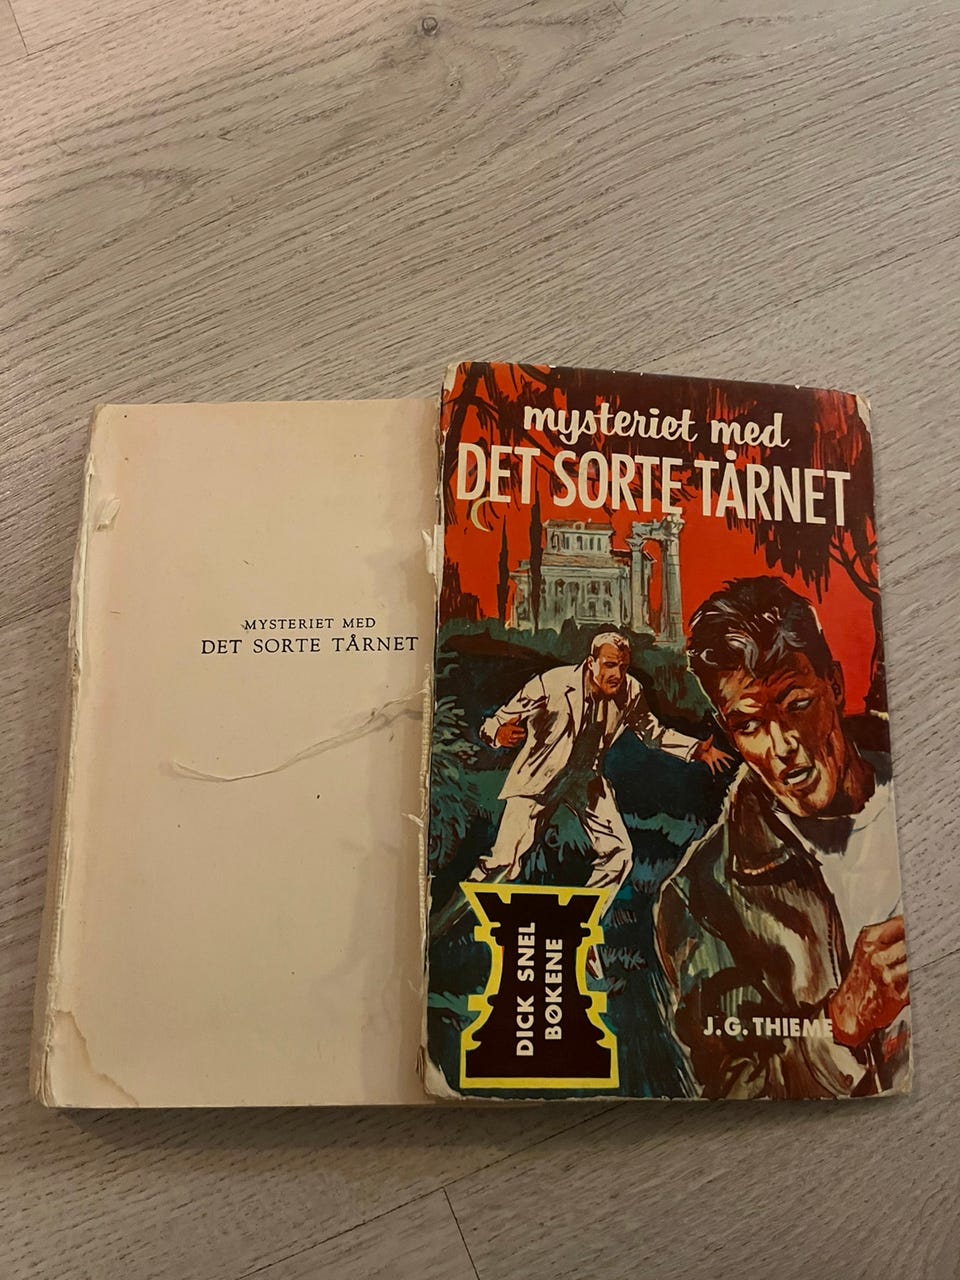 MYSTERIET MED
DET SORTE TÅRNET
mysteriet med
DET SORTE TÅRNET
DICK SNEL
BØKENE
J.G. THIEME